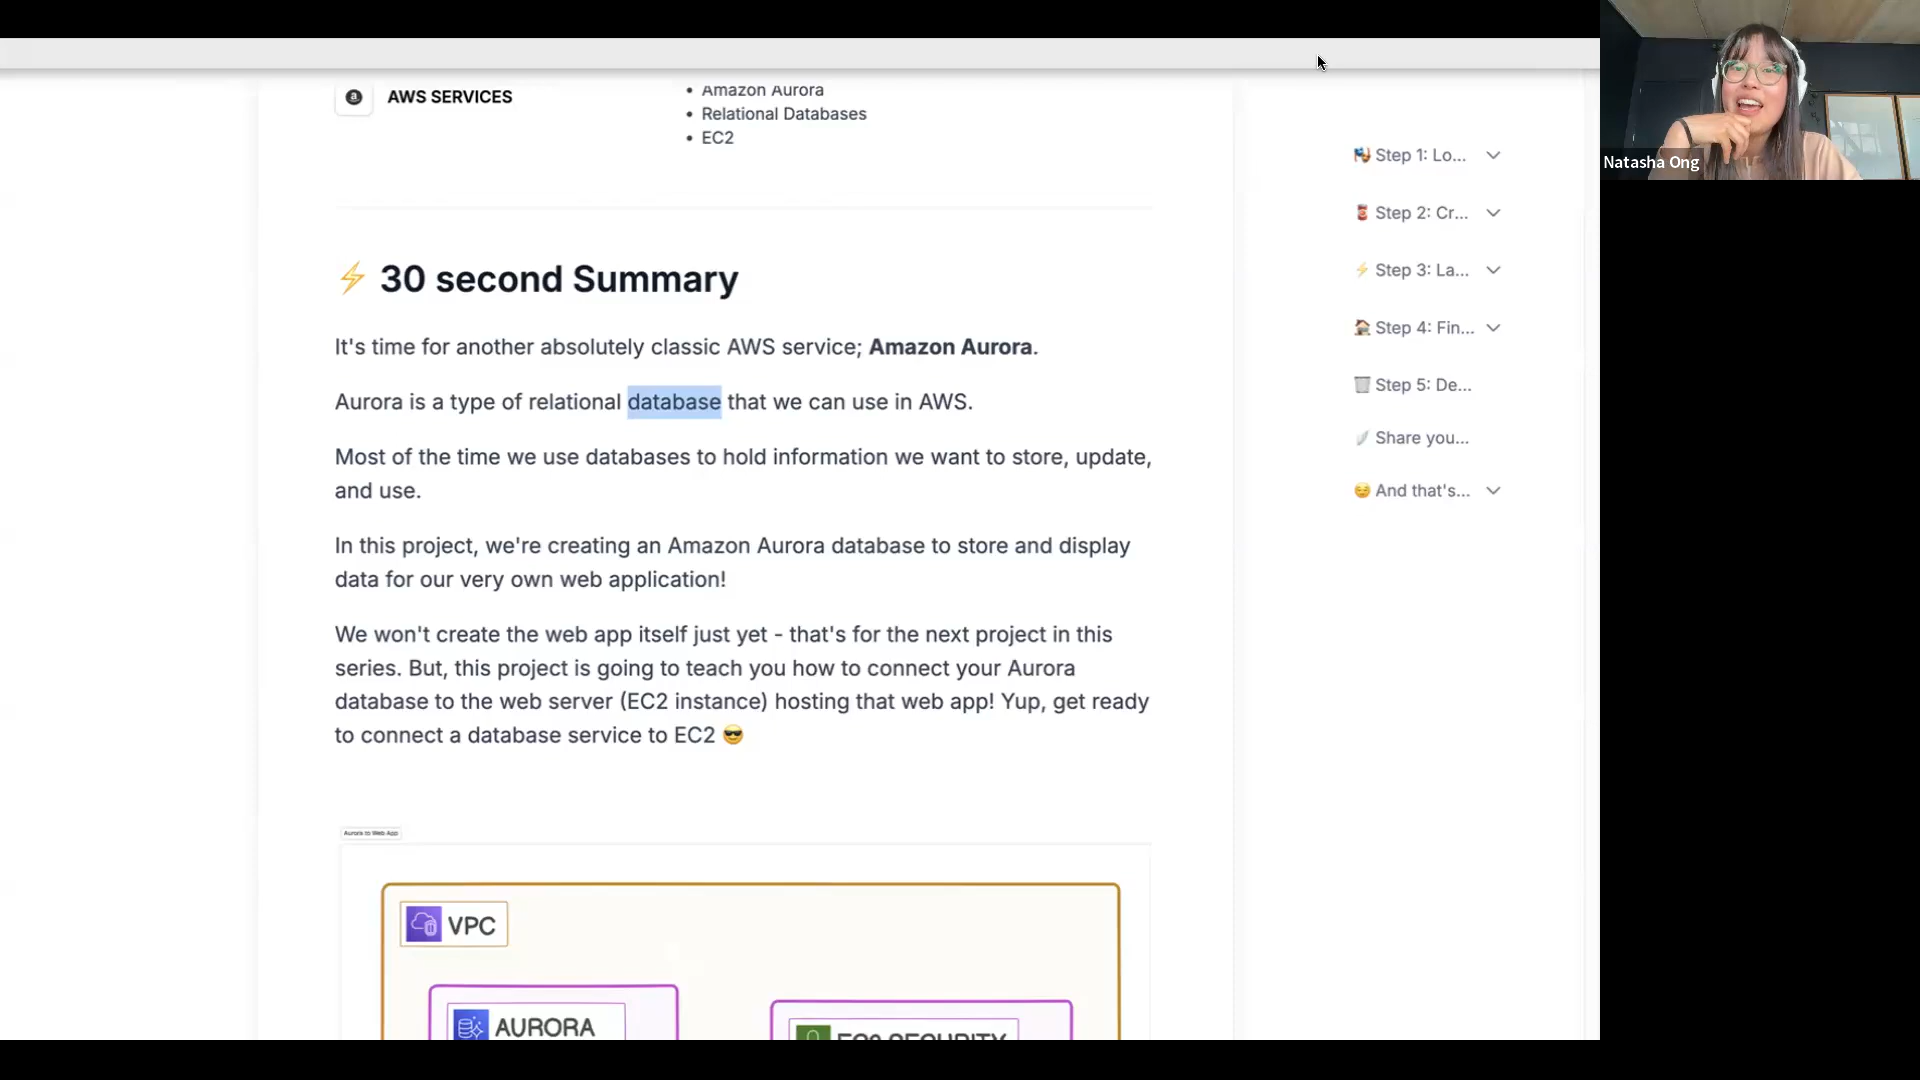 AWS SERVICES
• Amazon Aurora
• Relational Databases
• EC2
⚡ 30 second Summary
It's time for another absolutely classic AWS service; Amazon Aurora.
Aurora is a type of relational database that we can use in AWS.
Most of the time we use databases to hold information we want to store, update,
and use.
In this project, we're creating an Amazon Aurora database to store and display
data for our very own web application!
We won't create the web app itself just yet - that's for the next project in this
series. But, this project is going to teach you how to connect your Aurora
database to the web server (EC2 instance) hosting that web app! Yup, get ready
to connect a database service to EC2 😎
Aurora to Web App
VPC
AURORA
EC2 SECURITY
Step 1: Lo...
Step 2: Cr...
⚡ Step 3: La...
Step 4: Fin...
Step 5: De...
Share you...
And that's...
Natasha Ong